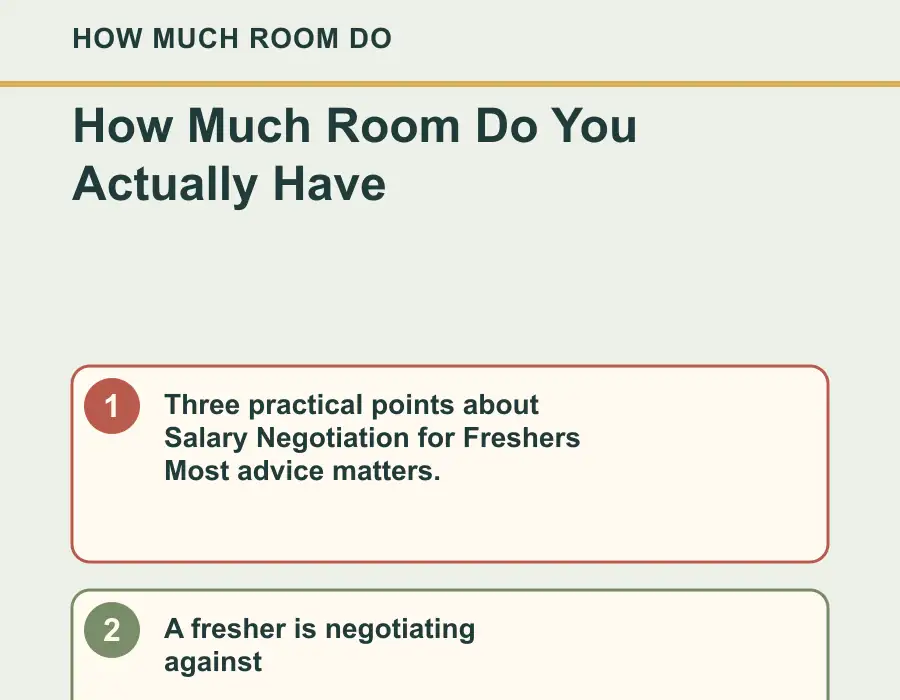 HOW MUCH ROOM DO
How Much Room Do You
Actually Have
1
Three practical points about
Salary Negotiation for Freshers
Most advice matters.
2
A fresher is negotiating
against